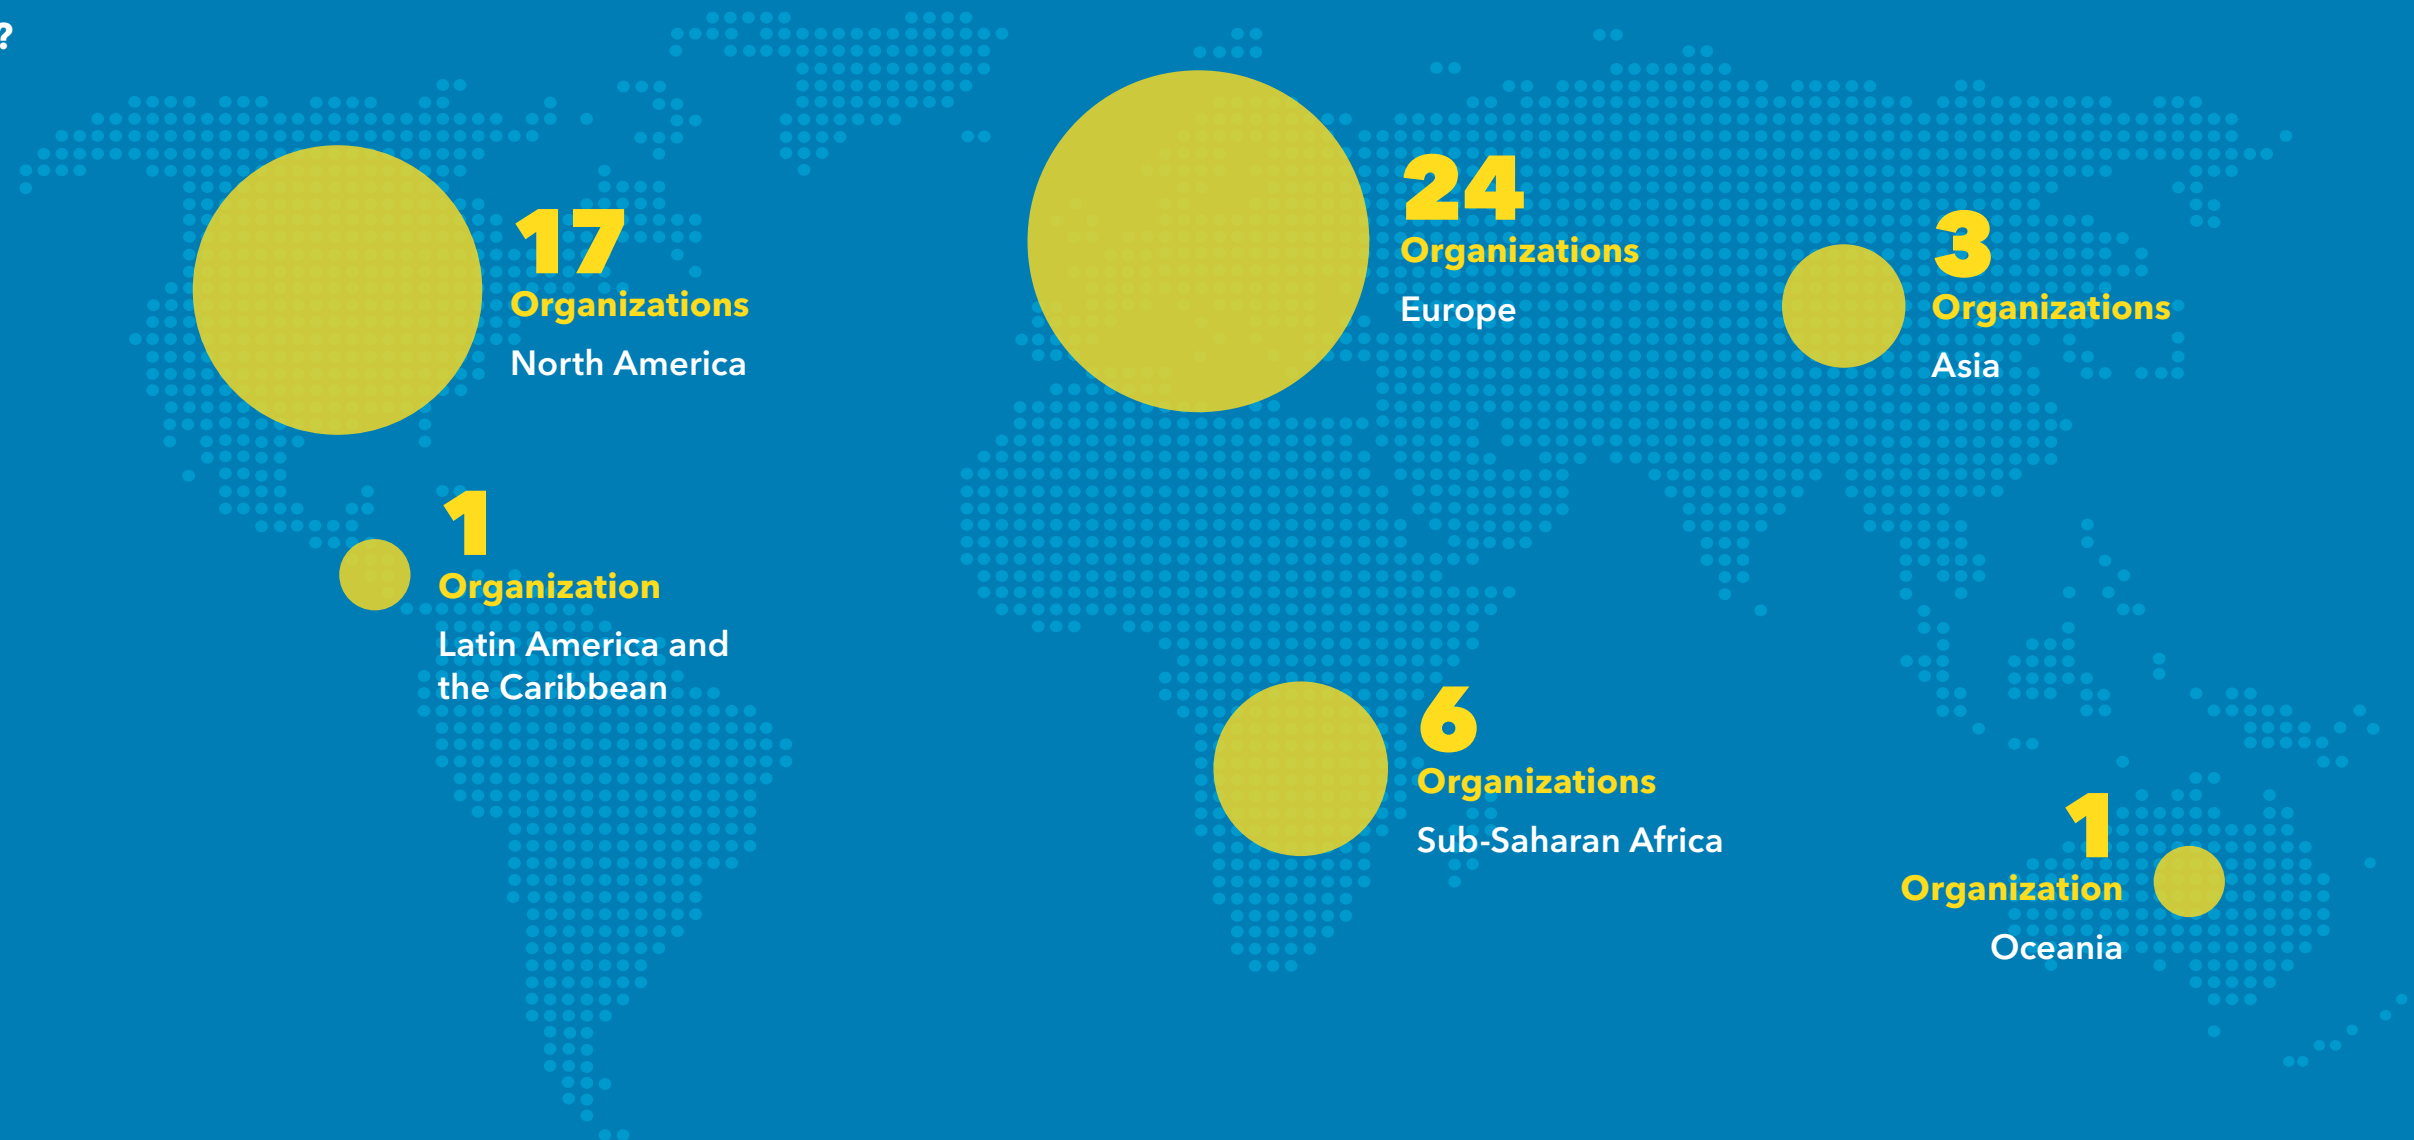 ?
17
Organizations
North America
24
Organizations
Europe
3
Organizations
Asia
1
Organization
Latin America and
the Caribbean
6
Organizations
Sub-Saharan Africa
1
Organization
Oceania